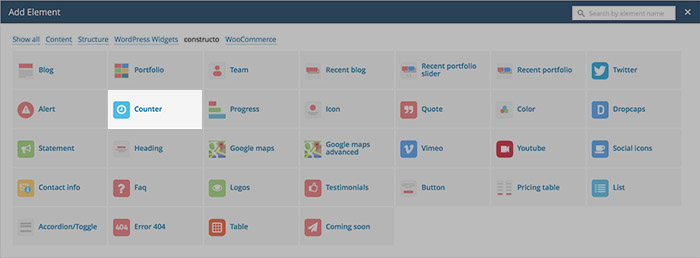 Add Element
Search by element name
Show all Content Structure WordPress Widgets constructo WooCommerce
Blog Portfolio Team Recent blog Recent portfolio slider Recent portfolio Twitter
Alert Counter Progress Icon Quote Color D Dropcaps
Statement Heading Google maps Google maps advanced Vimeo Youtube Social icons
Contact info Faq Logos Testimonials Button Pricing table List
Accordion/Toggle 404 Error 404 Table Coming soon